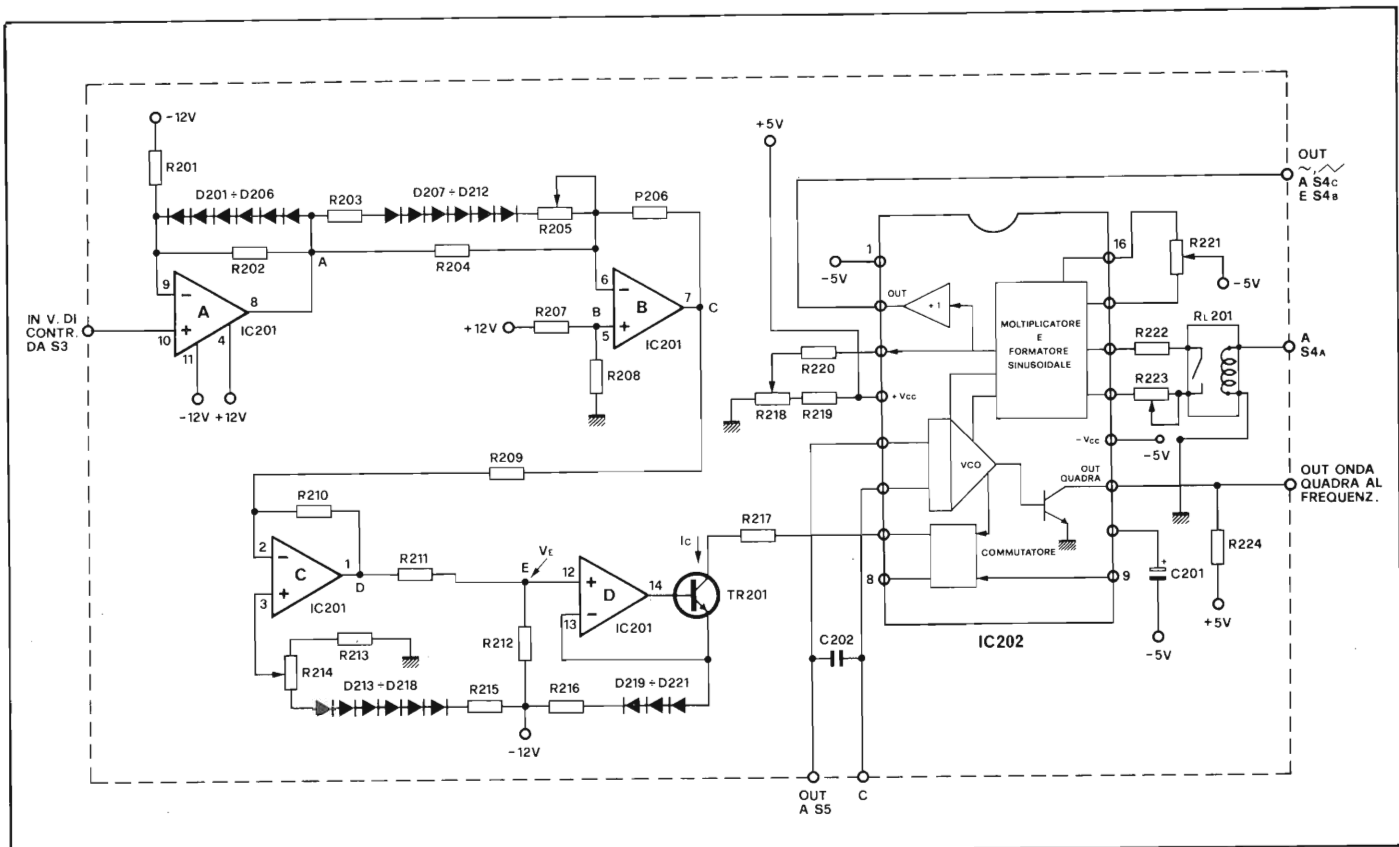 -12V
R201
D201÷D206
R203
D207÷D212
R205
P206
R202
A
R204
9
-
A
8
+
10
IC201
11
4
-12V
+12V
IN V. DI
CONTR.
DA S3
+12V
R207
B
6
-
B
7
C
5
+
IC201
R208
R209
R210
2
-
C
1
D
3
+
IC201
R211
VE
E
12
+
D
14
13
-
IC201
IC
TR201
R217
R212
R213
R214
D213÷D218
R215
R216
D219÷D221
-12V
+5V
1
-5V
OUT
+1
R220
R218
R219
+VCC
MOLTIPLICATORE
E
FORMATORE
SINUSOIDALE
VCO
COMMUTATORE
8
9
16
IC202
C202
OUT
A S5
C
OUT
~,
A S4C
E S4B
R221
-5V
R222
RL201
R223
A
S4A
-VCC
-5V
OUT
QUADRA
OUT ONDA
QUADRA AL
FREQUENZ.
R224
+
C201
-5V
+5V